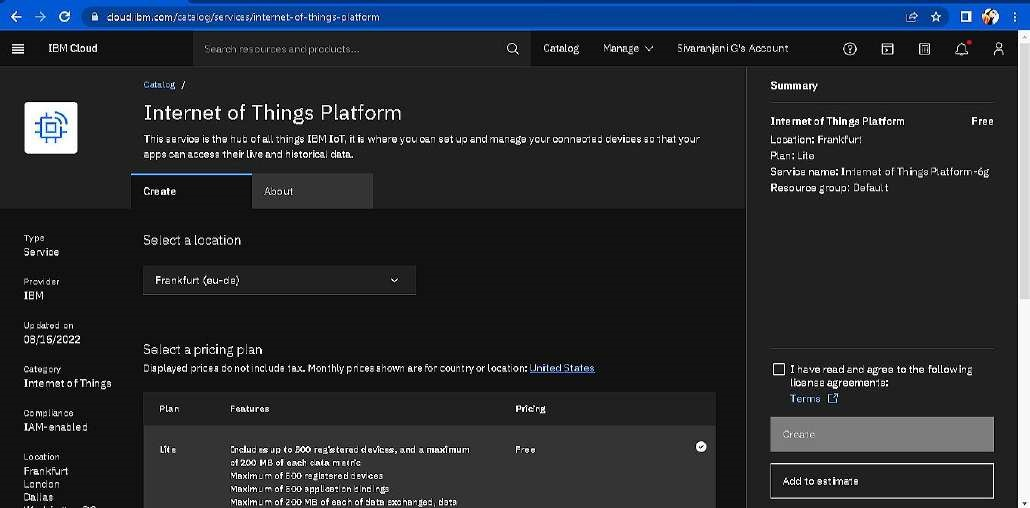 cloud.ibm.com/catalog/services/internet-of-things-platform
IBM Cloud
Search resources and products...
Catalog
Manage
Sivaranjani G's Account
Catalog /
Internet of Things Platform
This service is the hub of all things IBM IoT, it is where you can set up and manage your connected devices so that your
apps can access their live and historical data.
Create
About
Type
Service
Provider
IBM
Updated on
08/16/2022
Category
Internet of Things
Compliance
IAM-enabled
Location
Frankfurt
London
Dallas
Select a location
Frankfurt (eu-de)
Select a pricing plan
Displayed prices do not include tax. Monthly prices shown are for country or location: United States
Plan
Features
Pricing
Lite
Includes up to 500 registered devices, and a maximum
of 200 MB of each data metric
Maximum of 500 registered devices
Maximum of 500 application bindings
Maximum of 200 MB of each of data exchanged, data
Free
Summary
Internet of Things Platform
Free
Location: Frankfurt
Plan: Lite
Service name: Internet of Things Platform-6g
Resource group: Default
I have read and agree to the following
license agreements:
Terms
Create
Add to estimate